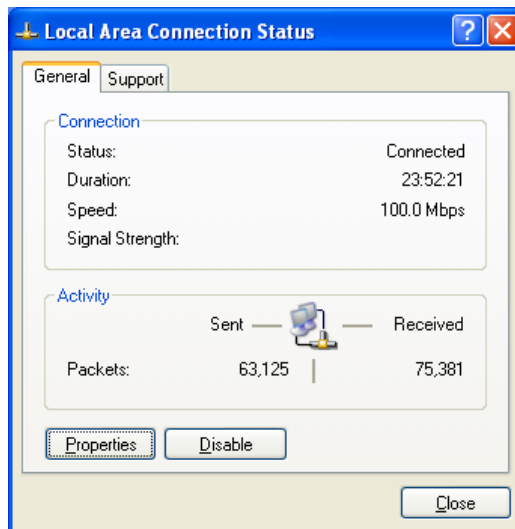 Local Area Connection Status
General Support
Connection
Status: Connected
Duration: 23:52:21
Speed: 100.0 Mbps
Signal Strength:
Activity
Sent Received
Packets: 63,125 75,381
Properties Disable
Close